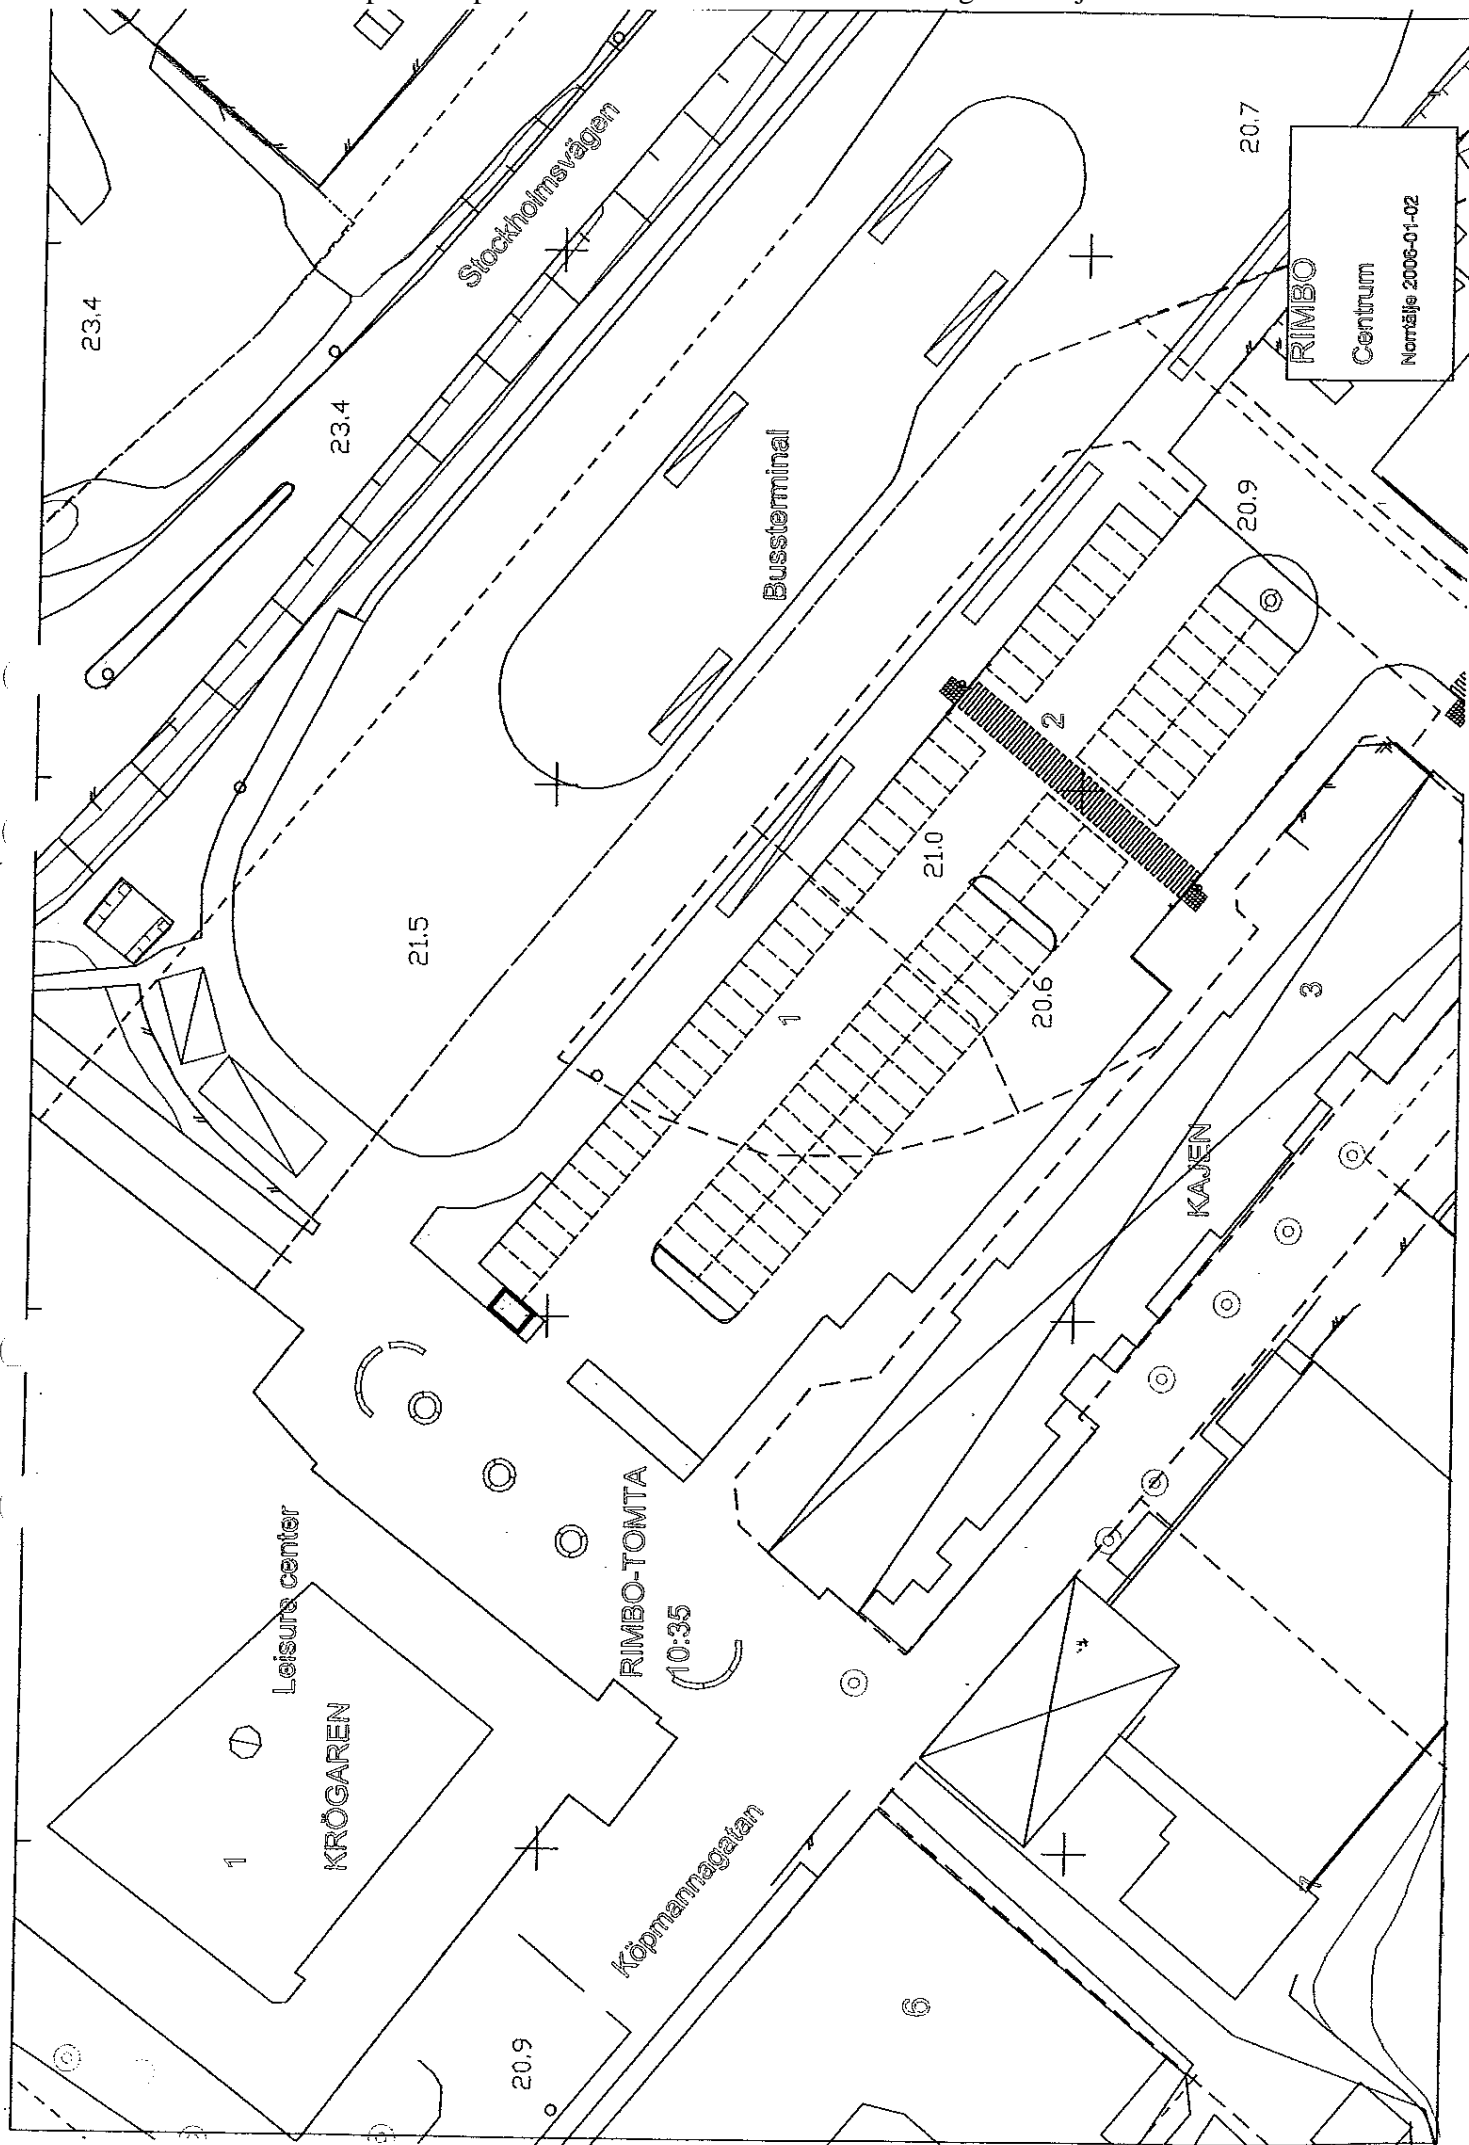 23.4
23.4
Stockholmsvägen
20.7
RIMBO
Centrum
Norrtälje 2006-01-02
Bussterminal
20.9
2
21.0
21.5
1
20.6
3
KAJEN
Leisure center
KRÖGAREN
1
RIMBO-TOMTA
10:35
Köpmannagatan
20.9
6